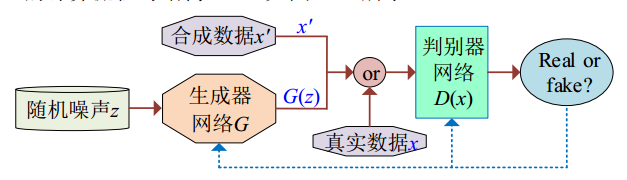 合成数据x′
x′
随机噪声z
生成器
网络G
G(z)
or
真实数据x
判别器
网络
D(x)
Real or
fake?